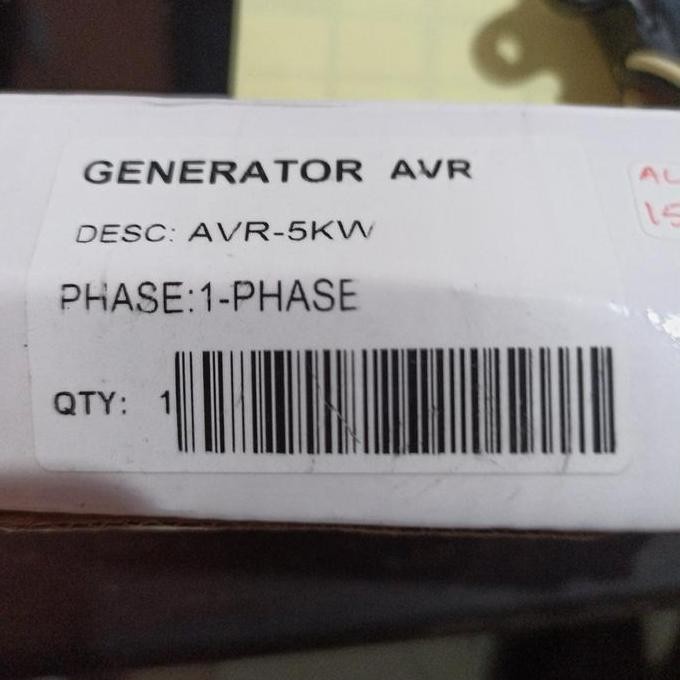 GENERATOR AVR
DESC: AVR-5KW
PHASE:1-PHASE
QTY: 1